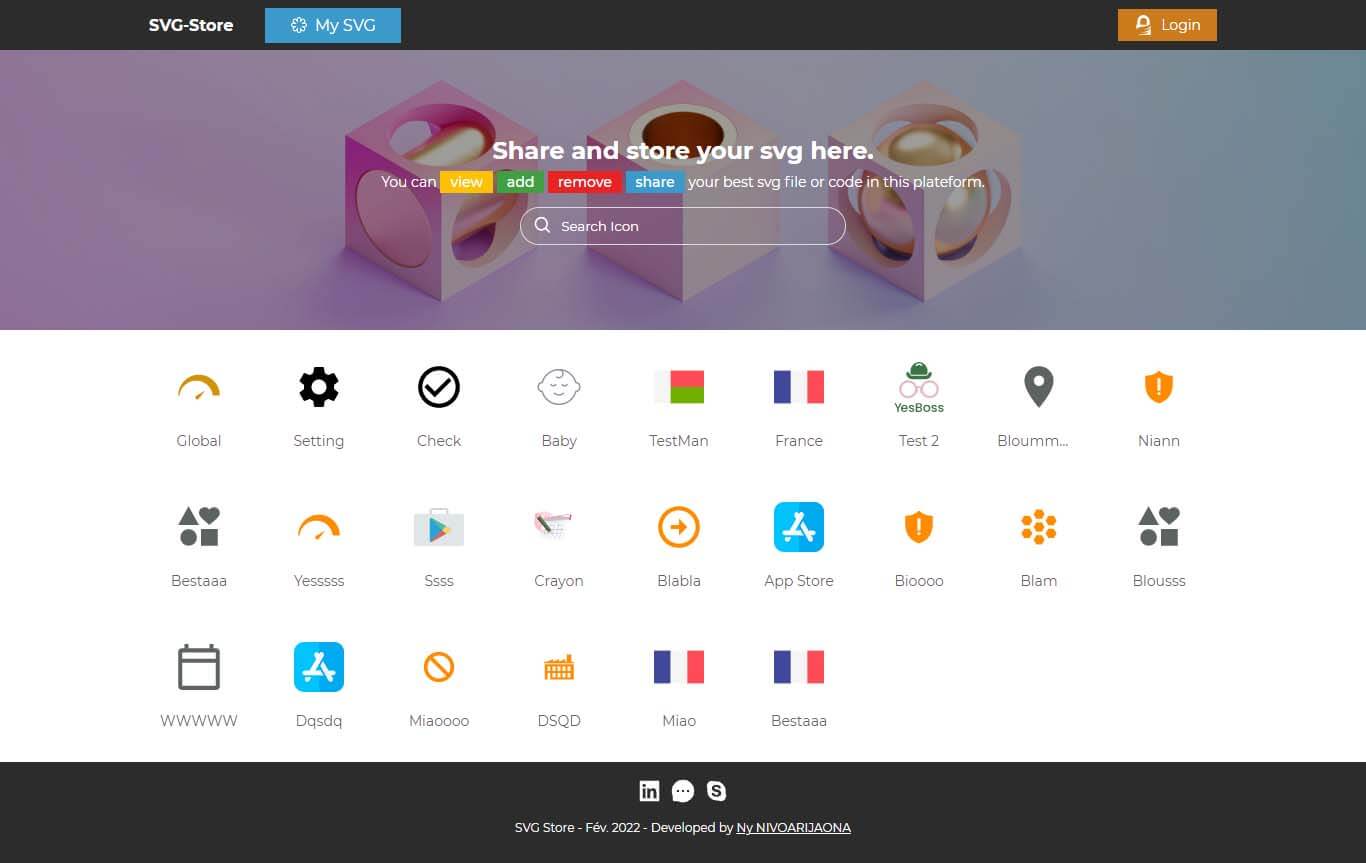 SVG-Store My SVG Login
Share and store your svg here.
You can view add remove share your best svg file or code in this plateform.
Search Icon
YesBoss
Global Setting Check Baby TestMan France Test 2 Bloumm... Niann
Bestaaa Yesssss Ssss Crayon Blabla App Store Bioooo Blam Blousss
WWWWW Dqsdq Miaoooo DSQD Miao Bestaaa
in S
SVG Store - Fév. 2022 - Developed by Ny NIVOARIJAONA